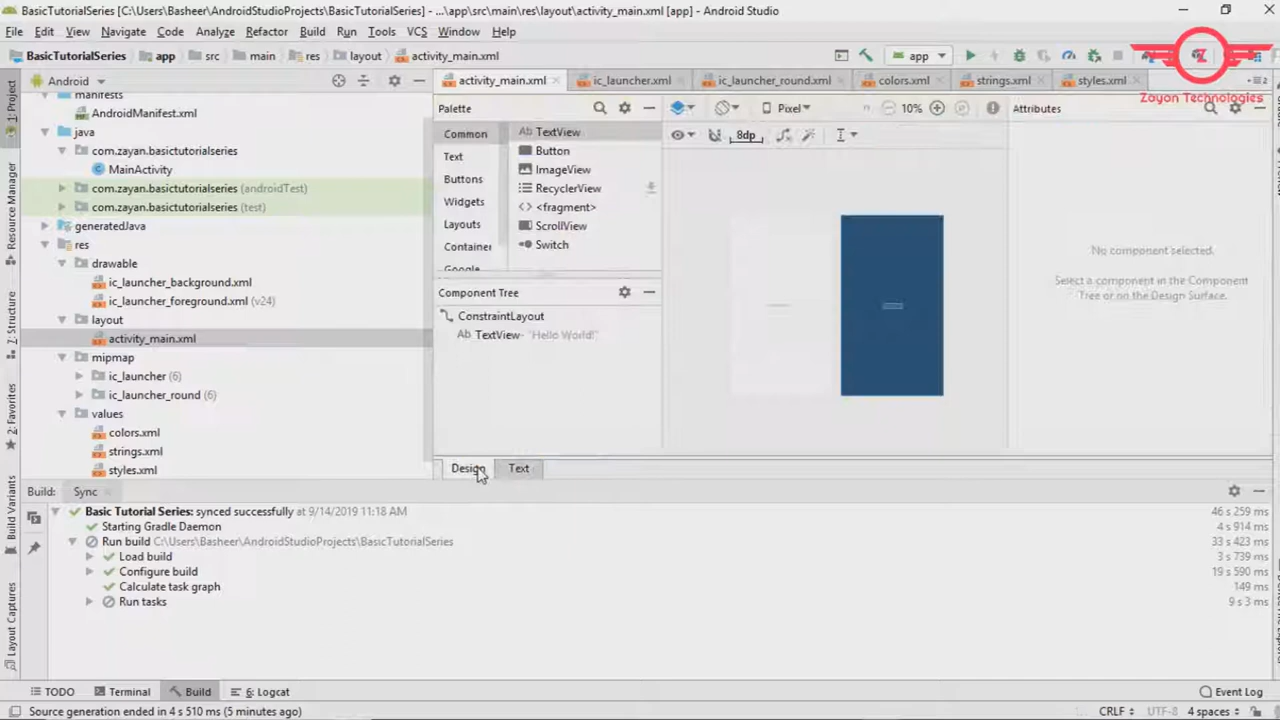 BasicTutorialSeries [C:\Users\Basheer\AndroidStudioProjects\BasicTutorialSeries] - ...\app\src\main\res\layout\activity_main.xml [app] - Android Studio
File Edit View Navigate Code Analyze Refactor Build Run Tools VCS Window Help
BasicTutorialSeries app src main res layout activity_main.xml app
Zayon Technologies
1: Project
Resource Manager
Z: Structure
2: Favorites
Build Variants
Layout Captures
Android
manifests
AndroidManifest.xml
java
com.zayan.basictutorialseries
MainActivity
com.zayan.basictutorialseries (androidTest)
com.zayan.basictutorialseries (test)
generatedJava
res
drawable
ic_launcher_background.xml
ic_launcher_foreground.xml (v24)
layout
activity_main.xml
mipmap
ic_launcher (6)
ic_launcher_round (6)
values
colors.xml
strings.xml
styles.xml
activity_main.xml ic_launcher.xml ic_launcher_round.xml colors.xml strings.xml styles.xml
Palette
Common
Text
Buttons
Widgets
Layouts
Container
Google
Ab TextView
Button
ImageView
RecyclerView
<> <fragment>
ScrollView
Switch
Component Tree
ConstraintLayout
Ab TextView- "Hello World!"
Pixel 10%
8dp
Attributes
No component selected.
Select a component in the Component
Tree or on the Design Surface.
Design Text
Build: Sync
Basic Tutorial Series: synced successfully at 9/14/2019 11:18 AM 46 s 259 ms
Starting Gradle Daemon 4 s 914 ms
Run build C:\Users\Basheer\AndroidStudioProjects\BasicTutorialSeries 33 s 423 ms
Load build 3 s 739 ms
Configure build 19 s 590 ms
Calculate task graph 149 ms
Run tasks 9 s 3 ms
TODO Terminal Build 6: Logcat Event Log
Source generation ended in 4 s 510 ms (5 minutes ago) CRLF UTF-8 4 spaces